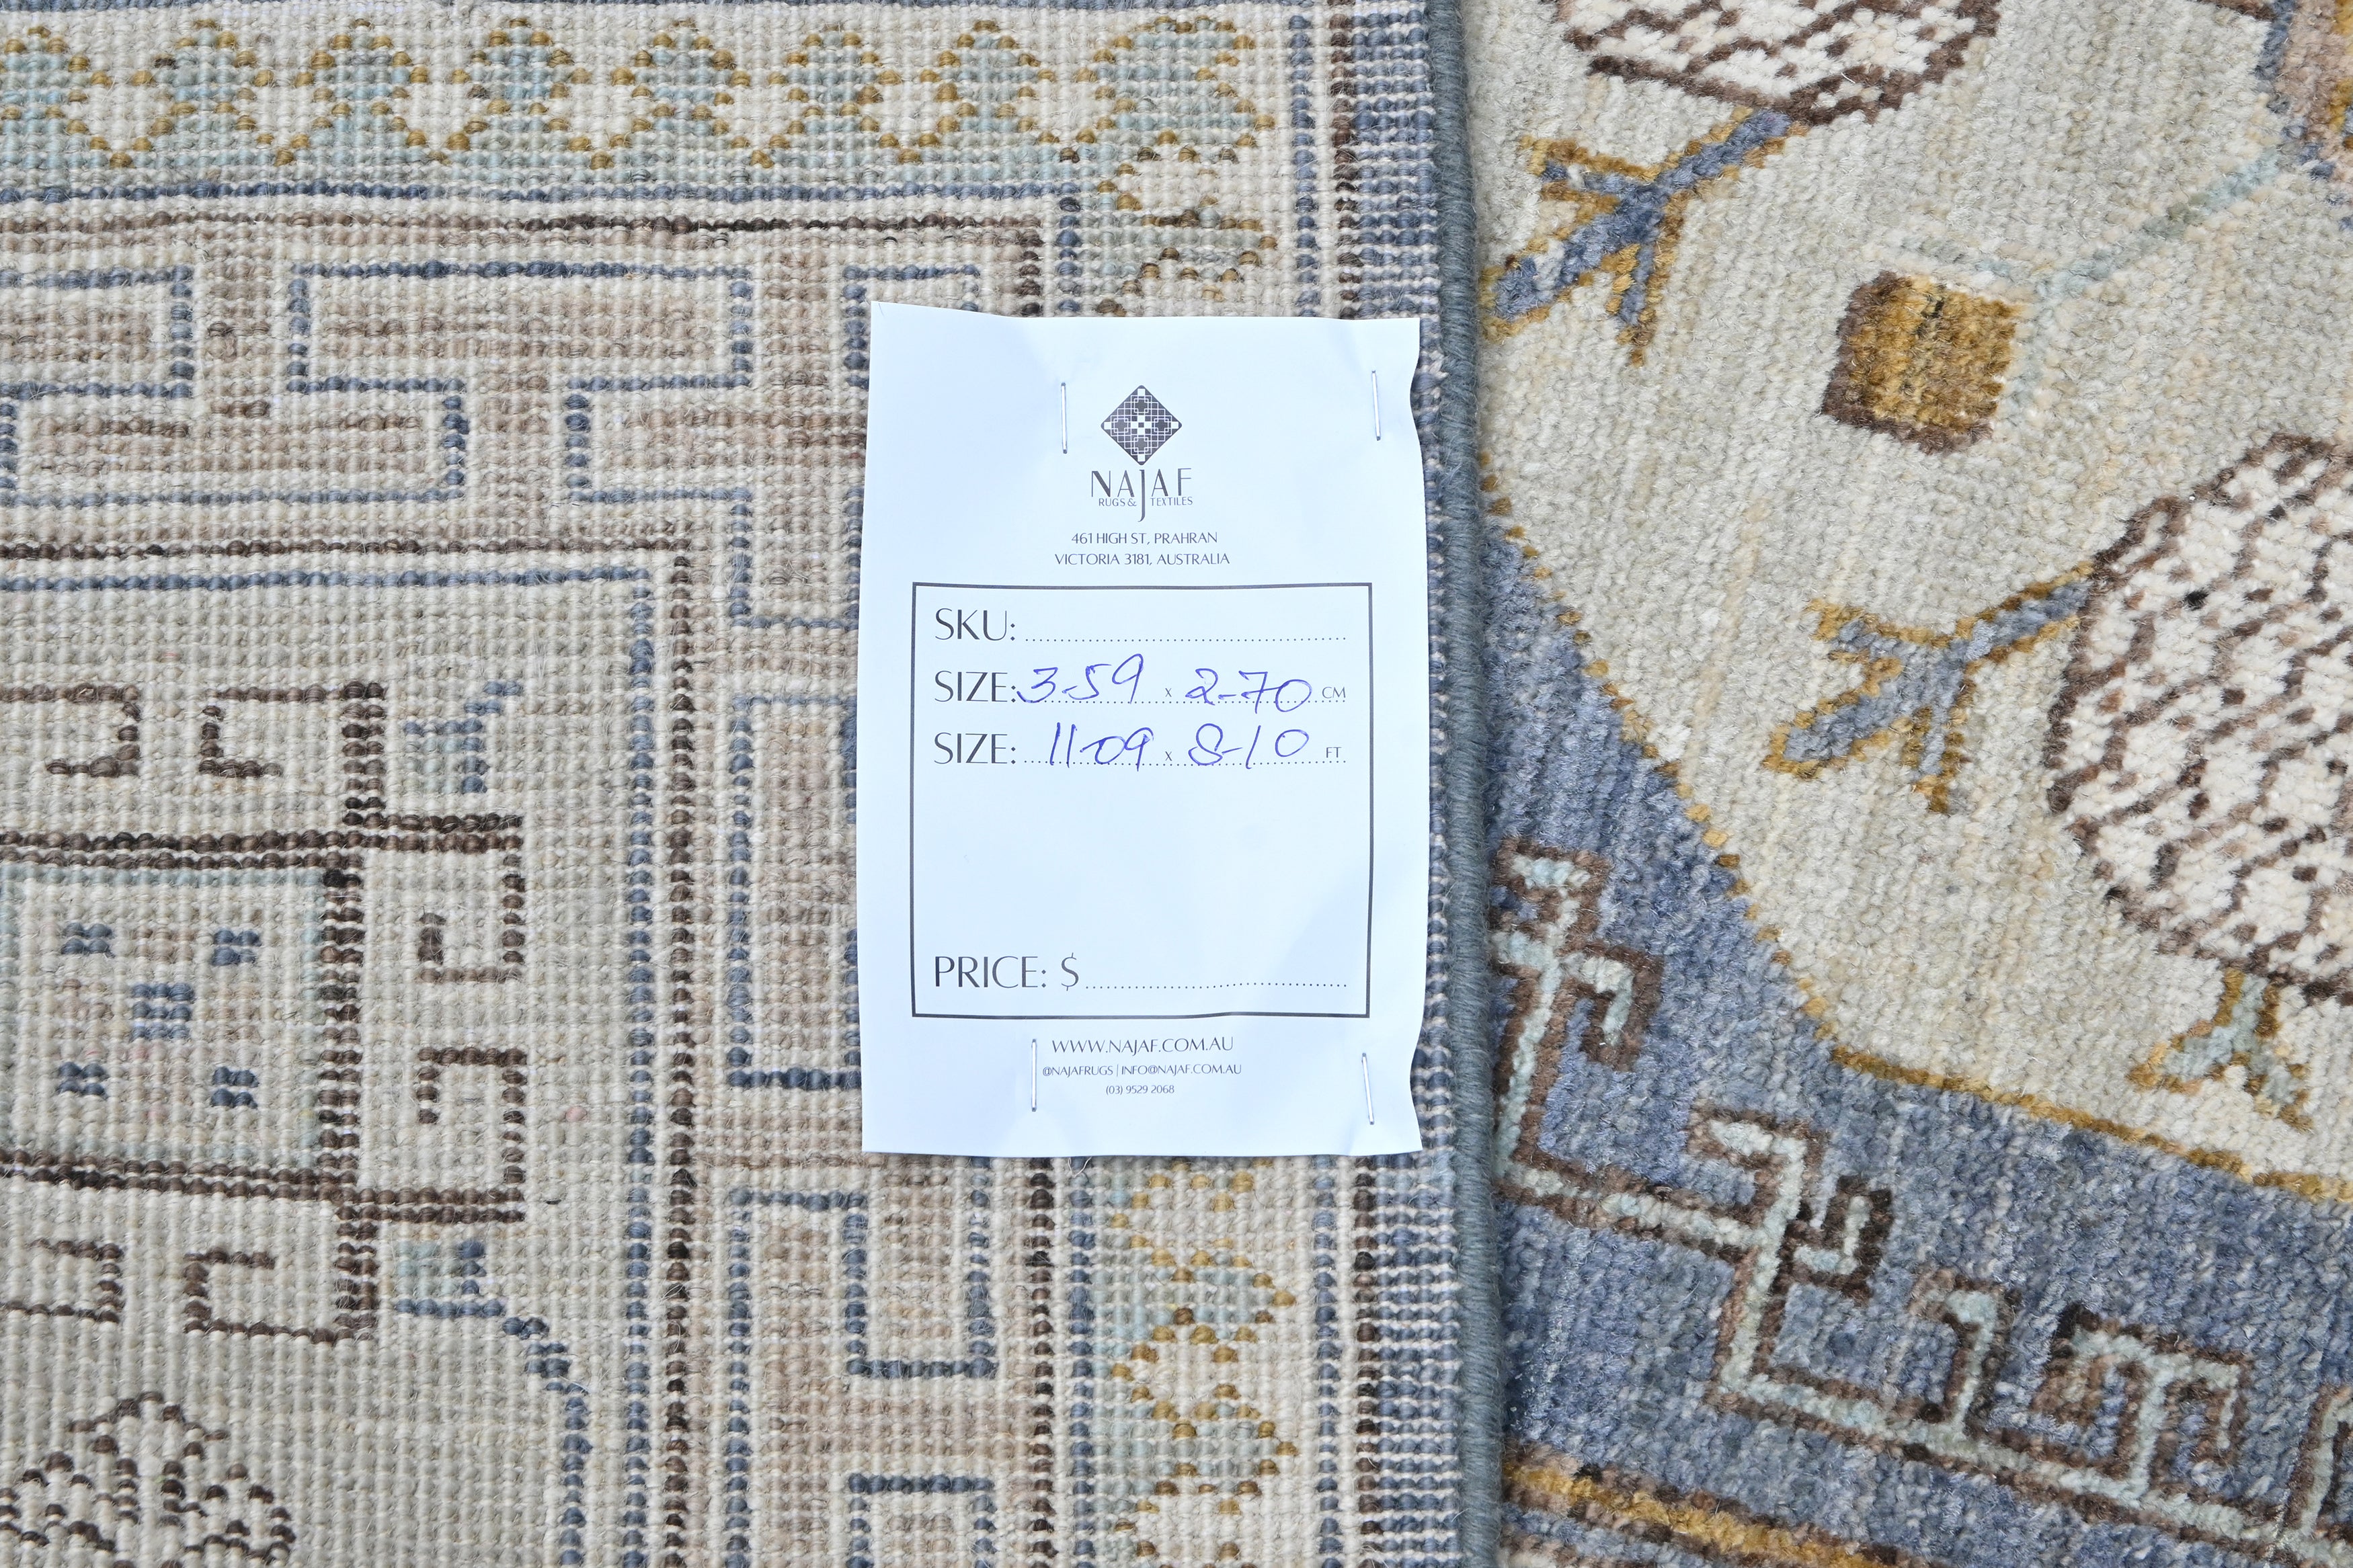 NAJAF
RUGS & TEXTILES
461 HIGH ST, PRAHRAN
VICTORIA 3181, AUSTRALIA
SKU:
SIZE: 3-59 x 2-70 CM
SIZE: 11-09 x 8-10 FT
PRICE: $
WWW.NAJAF.COM.AU
@NAJAFRUGS | INFO@NAJAF.COM.AU
(03) 9529 2068